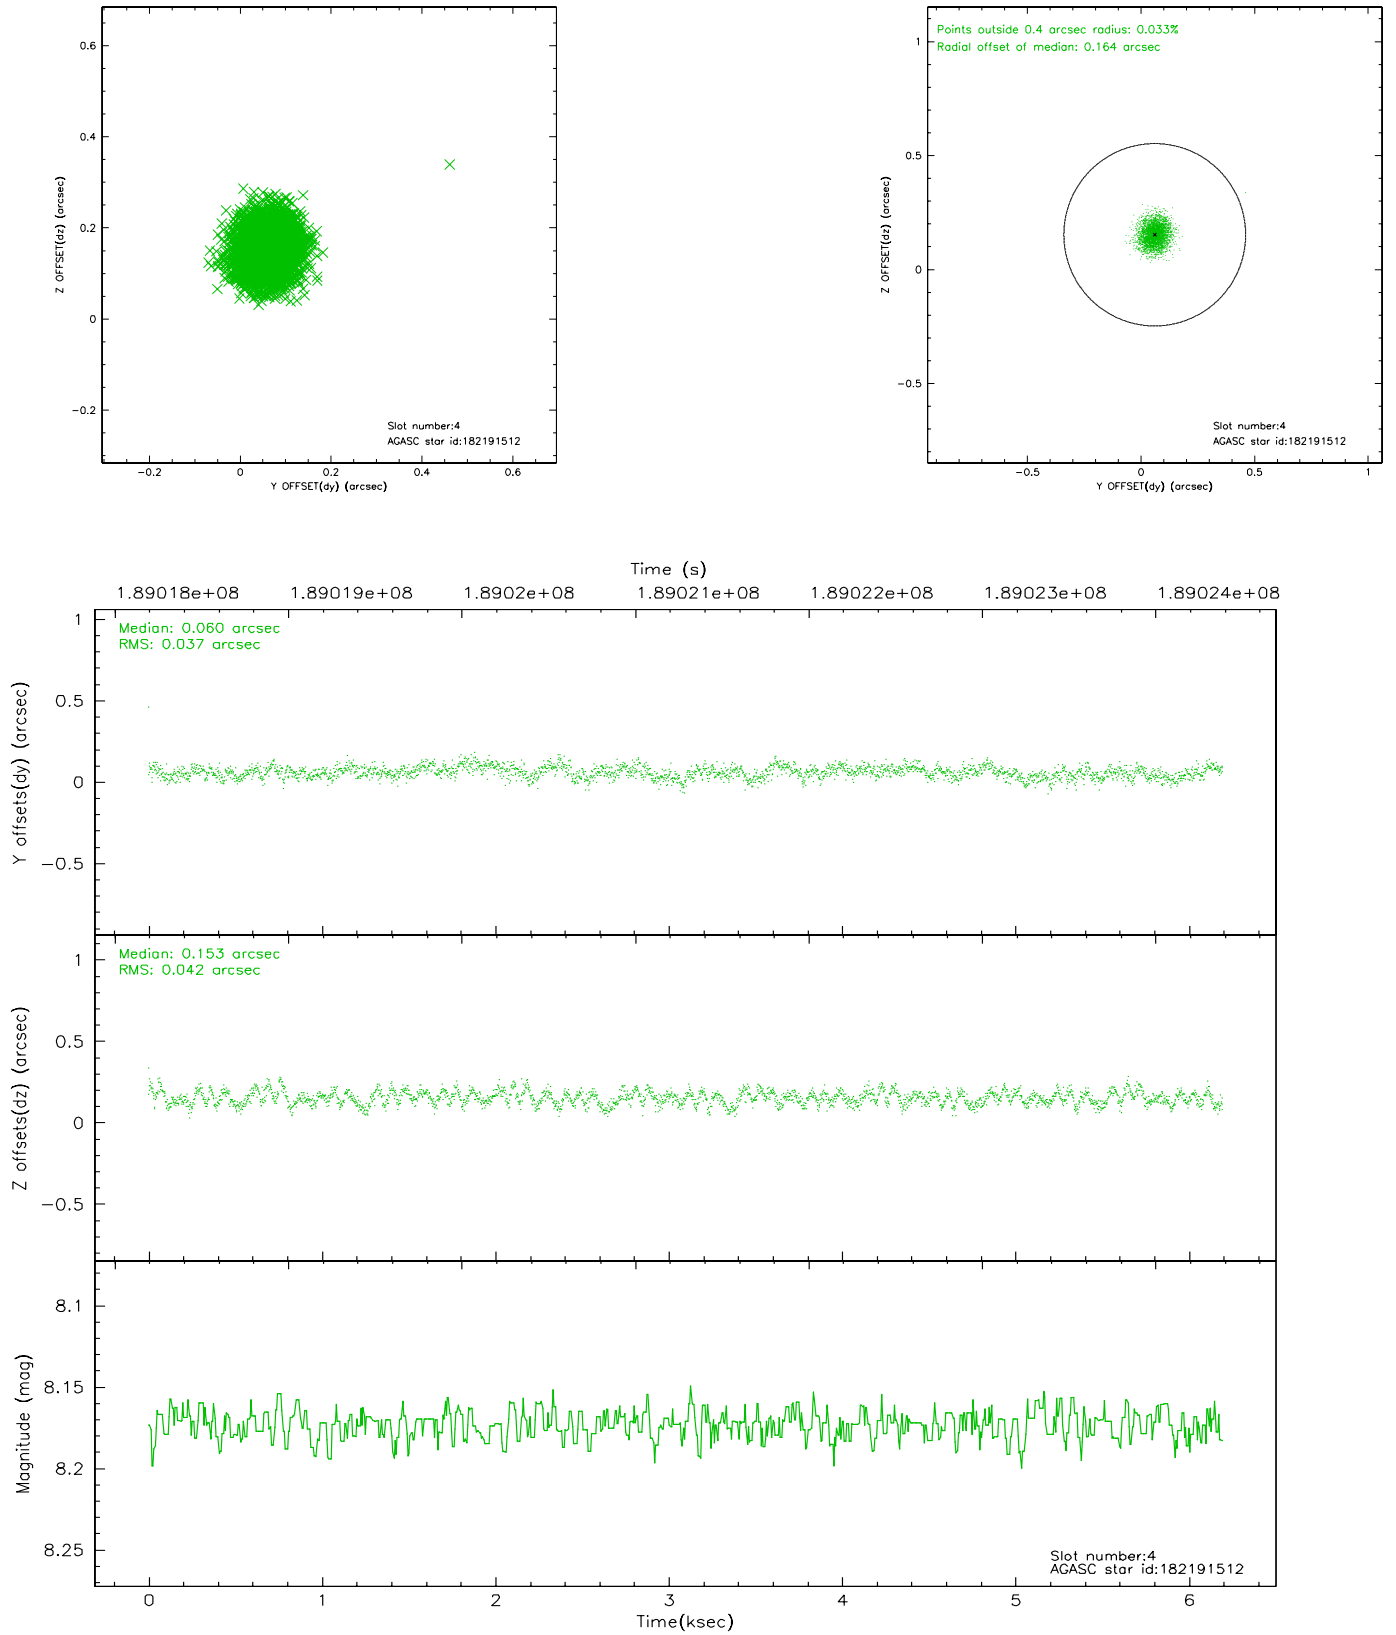 0.6
0.4
0.2
0
−0.2
Z OFFSET(dz) (arcsec)
Slot number:4
AGASC star id:182191512
−0.2 0 0.2 0.4 0.6
Y OFFSET(dy) (arcsec)
Points outside 0.4 arcsec radius: 0.033%
Radial offset of median: 0.164 arcsec
1
0.5
0
−0.5
Z OFFSET(dz) (arcsec)
Slot number:4
AGASC star id:182191512
−0.5 0 0.5 1
Y OFFSET(dy) (arcsec)
Time (s)
1.89018e+08 1.89019e+08 1.8902e+08 1.89021e+08 1.89022e+08 1.89023e+08 1.89024e+08
Median: 0.060 arcsec
RMS: 0.037 arcsec
1
0.5
0
−0.5
Y offsets(dy) (arcsec)
Median: 0.153 arcsec
RMS: 0.042 arcsec
1
0.5
0
−0.5
Z offsets(dz) (arcsec)
8.1
8.15
8.2
8.25
Magnitude (mag)
Slot number:4
AGASC star id:182191512
0 1 2 3 4 5 6
Time(ksec)